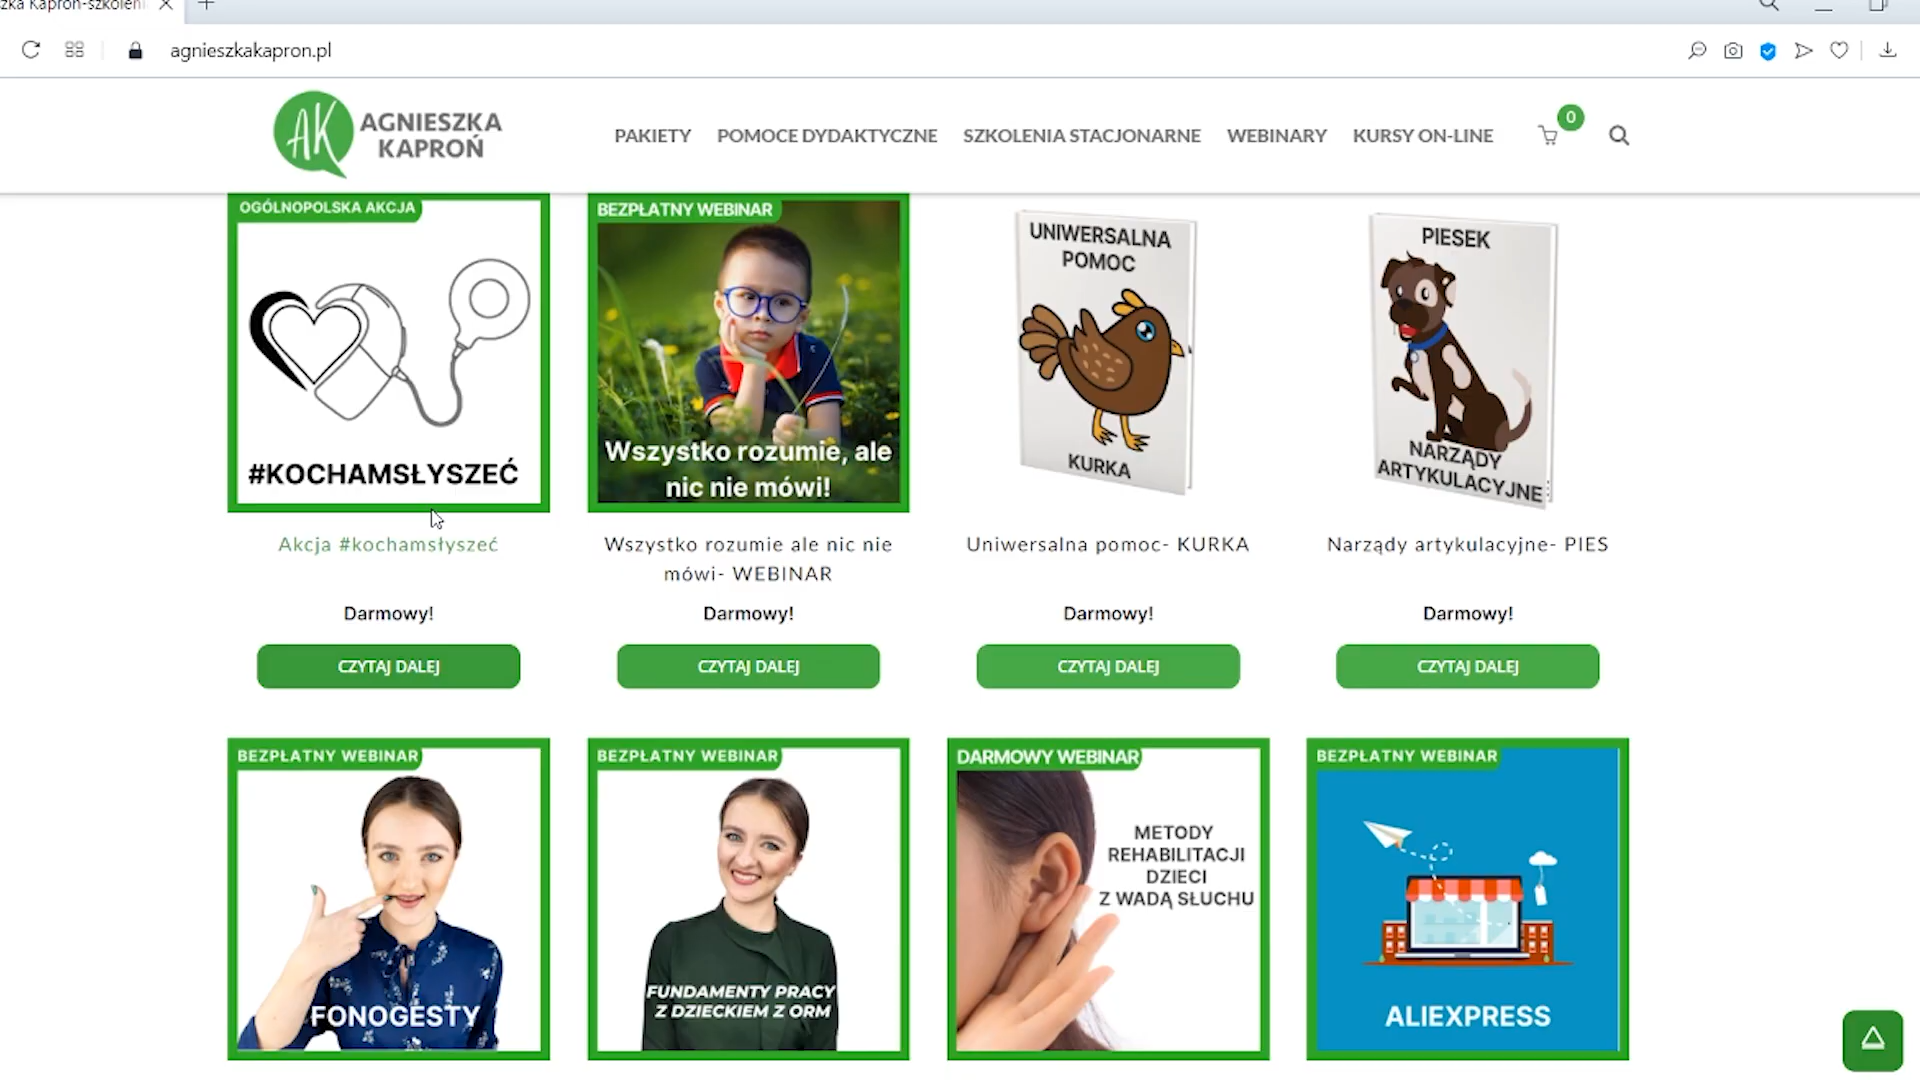 agnieszkakapron.pl
AK AGNIESZKA
KAPROŃ
PAKIETY
POMOCE DYDAKTYCZNE
SZKOLENIA STACJONARNE
WEBINARY
KURSY ON-LINE
0
OGÓLNOPOLSKA AKCJA
#KOCHAMSŁYSZEĆ
BEZPŁATNY WEBINAR
Wszystko rozumie, ale
nic nie mówi!
UNIWERSALNA
POMOC
KURKA
PIESEK
NARZĄDY
ARTYKULACYJNE
Akcja #kochamsłyszeć
Wszystko rozumie ale nic nie
mówi- WEBINAR
Uniwersalna pomoc- KURKA
Narządy artykulacyjne- PIES
Darmowy!
Darmowy!
Darmowy!
Darmowy!
CZYTAJ DALEJ
CZYTAJ DALEJ
CZYTAJ DALEJ
CZYTAJ DALEJ
BEZPŁATNY WEBINAR
FONOGESTY
BEZPŁATNY WEBINAR
FUNDAMENTY PRACY
Z DZIECKIEM Z ORM
DARMOWY WEBINAR
METODY
REHABILITACJI
DZIECI
Z WADĄ SŁUCHU
BEZPŁATNY WEBINAR
ALIEXPRESS